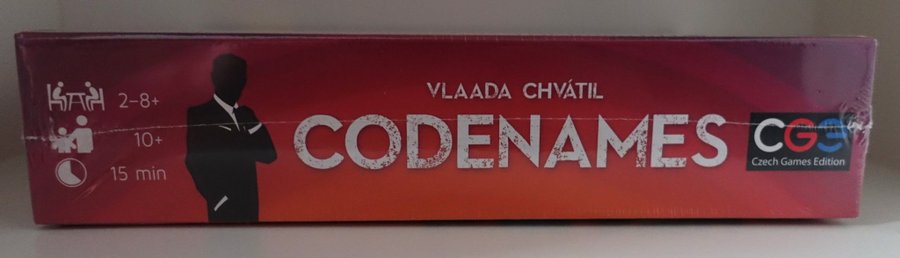 2–8+
10+
15 min
VLAADA CHVÁTIL
CODENAMES
CGE
Czech Games Edition